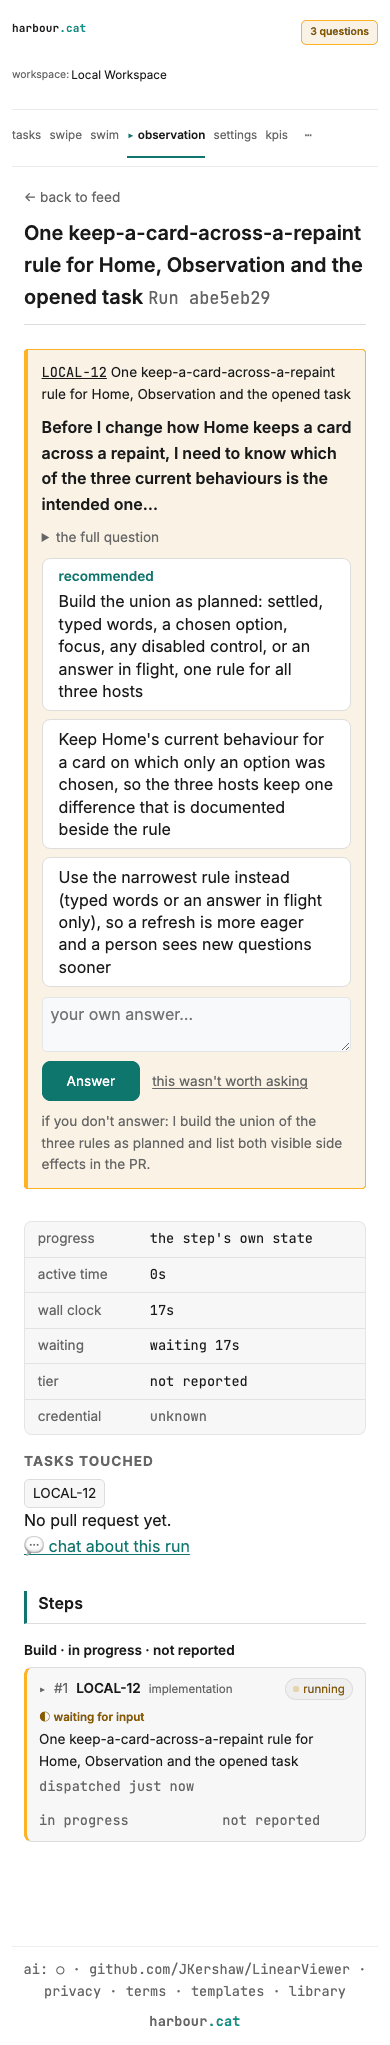 harbour.cat
3 questions
workspace: Local Workspace
tasks swipe swim ▸ observation settings kpis ⋯
← back to feed
One keep-a-card-across-a-repaint
rule for Home, Observation and the
opened task Run abe5eb29
LOCAL-12 One keep-a-card-across-a-repaint
rule for Home, Observation and the opened task
Before I change how Home keeps a card
across a repaint, I need to know which
of the three current behaviours is the
intended one…
▶ the full question
recommended
Build the union as planned: settled,
typed words, a chosen option,
focus, any disabled control, or an
answer in flight, one rule for all
three hosts
Keep Home's current behaviour for
a card on which only an option was
chosen, so the three hosts keep one
difference that is documented
beside the rule
Use the narrowest rule instead
(typed words or an answer in flight
only), so a refresh is more eager
and a person sees new questions
sooner
your own answer...
Answer this wasn't worth asking
if you don't answer: I build the union of the
three rules as planned and list both visible side
effects in the PR.
progress the step's own state
active time 0s
wall clock 17s
waiting waiting 17s
tier not reported
credential unknown
TASKS TOUCHED
LOCAL-12
No pull request yet.
💬 chat about this run
Steps
Build · in progress · not reported
▸ #1 LOCAL-12 implementation running
◐ waiting for input
One keep-a-card-across-a-repaint rule for
Home, Observation and the opened task
dispatched just now
in progress not reported
ai: ○ · github.com/JKershaw/LinearViewer ·
privacy · terms · templates · library
harbour.cat